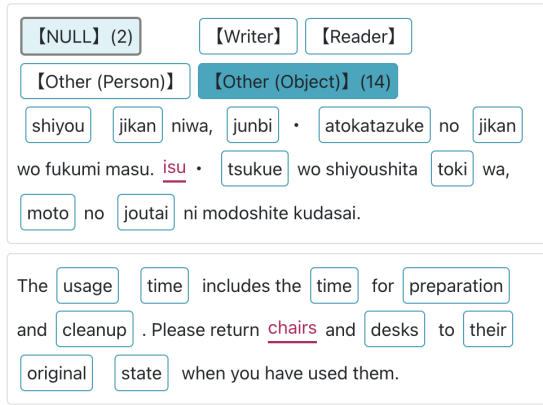 【NULL】(2) 【Writer】 【Reader】
【Other (Person)】 【Other (Object)】(14)
shiyou jikan niwa, junbi ・ atokatazuke no jikan
wo fukumi masu. isu ・ tsukue wo shiyoushita toki wa,
moto no joutai ni modoshite kudasai.
The usage time includes the time for preparation
and cleanup . Please return chairs and desks to their
original state when you have used them.